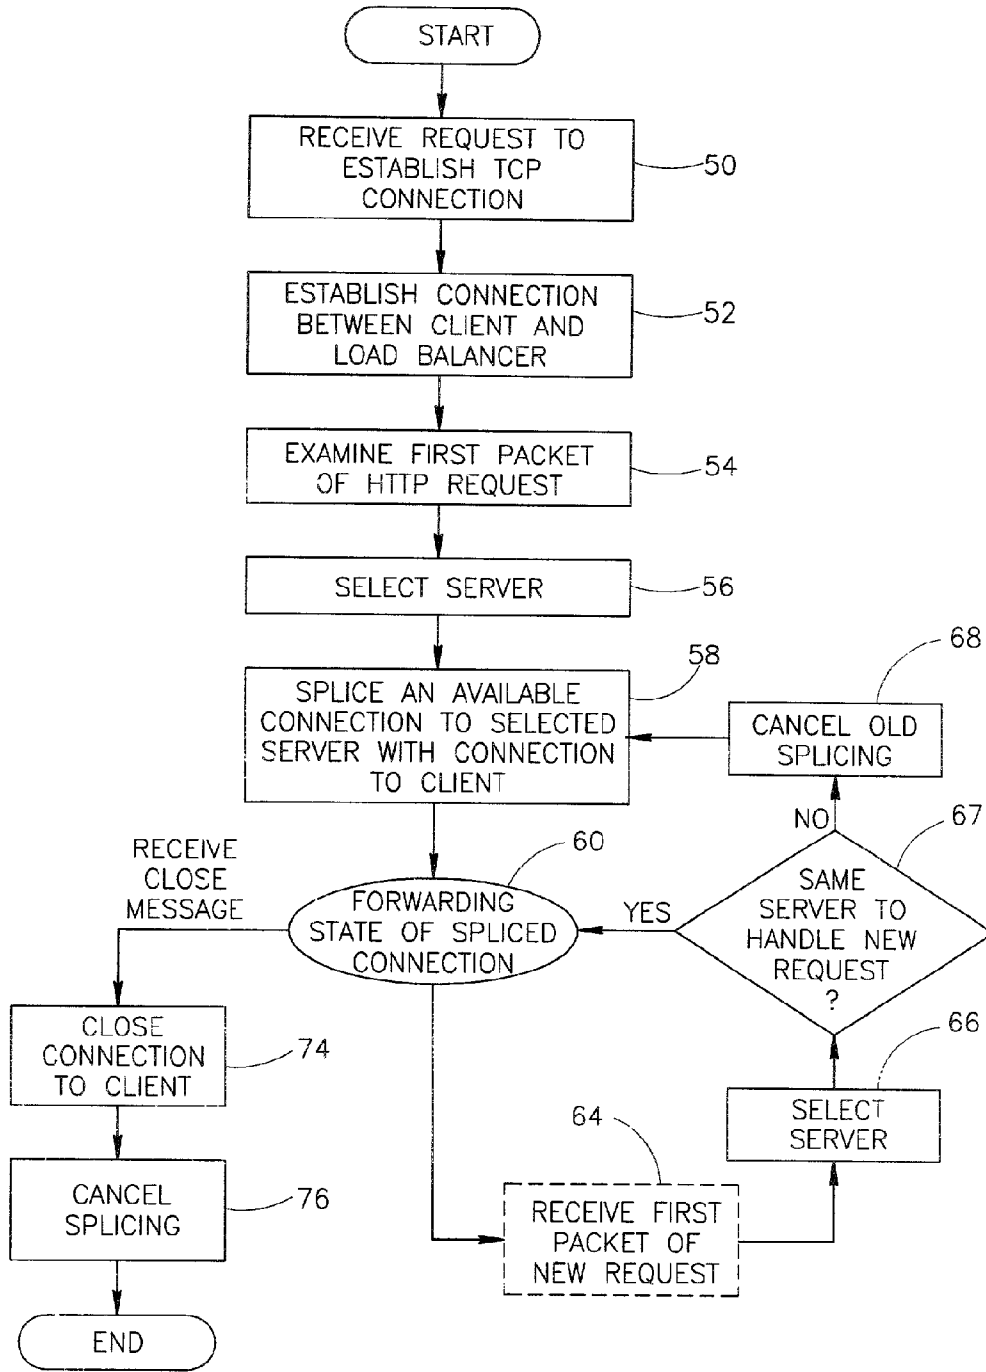 START
RECEIVE REQUEST TO
ESTABLISH TCP
CONNECTION
50
ESTABLISH CONNECTION
BETWEEN CLIENT AND
LOAD BALANCER
52
EXAMINE FIRST PACKET
OF HTTP REQUEST
54
SELECT SERVER
56
SPLICE AN AVAILABLE
CONNECTION TO SELECTED
SERVER WITH CONNECTION
TO CLIENT
58
CANCEL OLD
SPLICING
68
NO
SAME
SERVER TO
HANDLE NEW
REQUEST
?
67
YES
FORWARDING
STATE OF SPLICED
CONNECTION
60
RECEIVE
CLOSE
MESSAGE
CLOSE
CONNECTION
TO CLIENT
74
CANCEL
SPLICING
76
END
RECEIVE FIRST
PACKET OF
NEW REQUEST
64
SELECT
SERVER
66